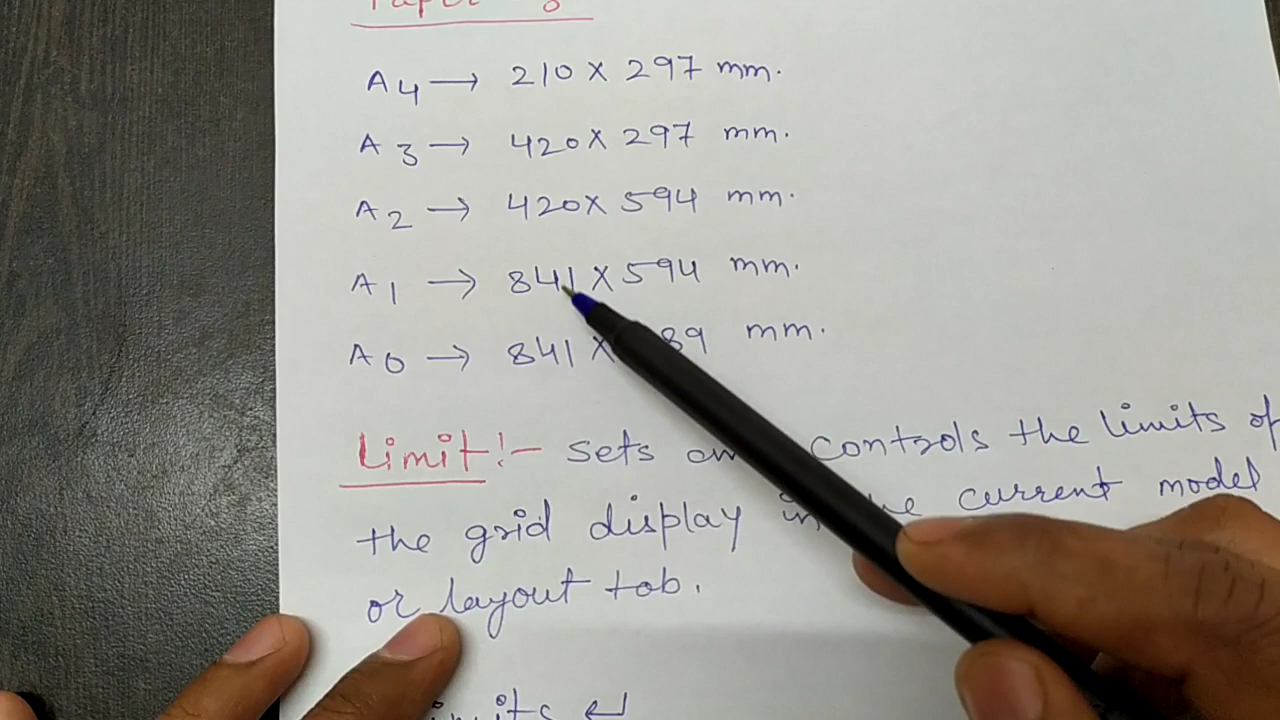 A4 → 210 × 297 mm.
A3 → 420 × 297 mm.
A2 → 420 × 594 mm.
A1 → 841 × 594 mm.
A0 → 841 × 89 mm.
Limit:- Sets controls the limits of
the grid display current model
or layout tab.
↵